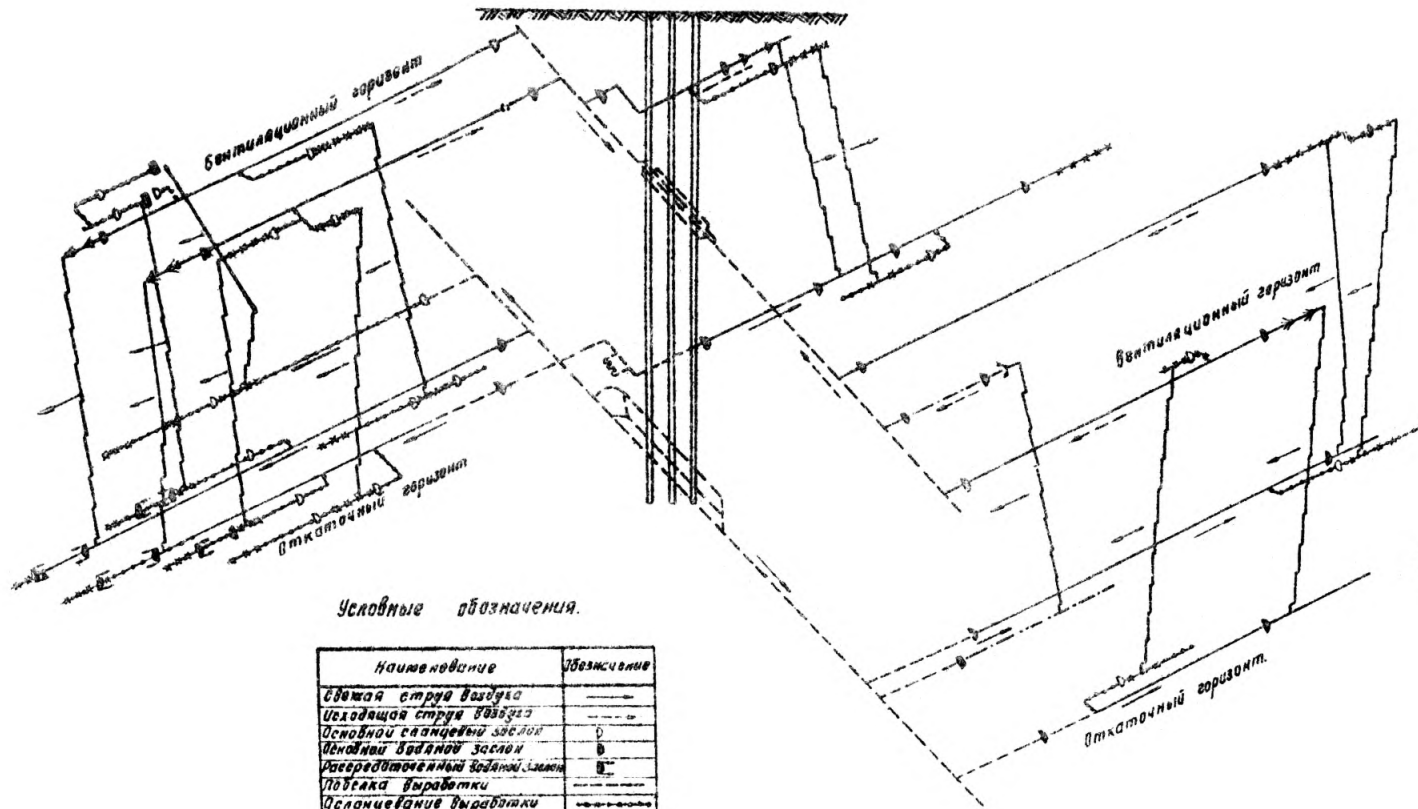 Вентиляционный горизонт
Вентиляционный горизонт
Откаточный горизонт
Откаточный горизонт.
Условные обозначения.
Наименование Обозначение
Свежая струя воздуха
Исходящая струя воздуха
Основной сланцевый заслон
Основной водяной заслон
Рассредоточенный водяной заслон
Побелка выработки
Осланцевание выработки